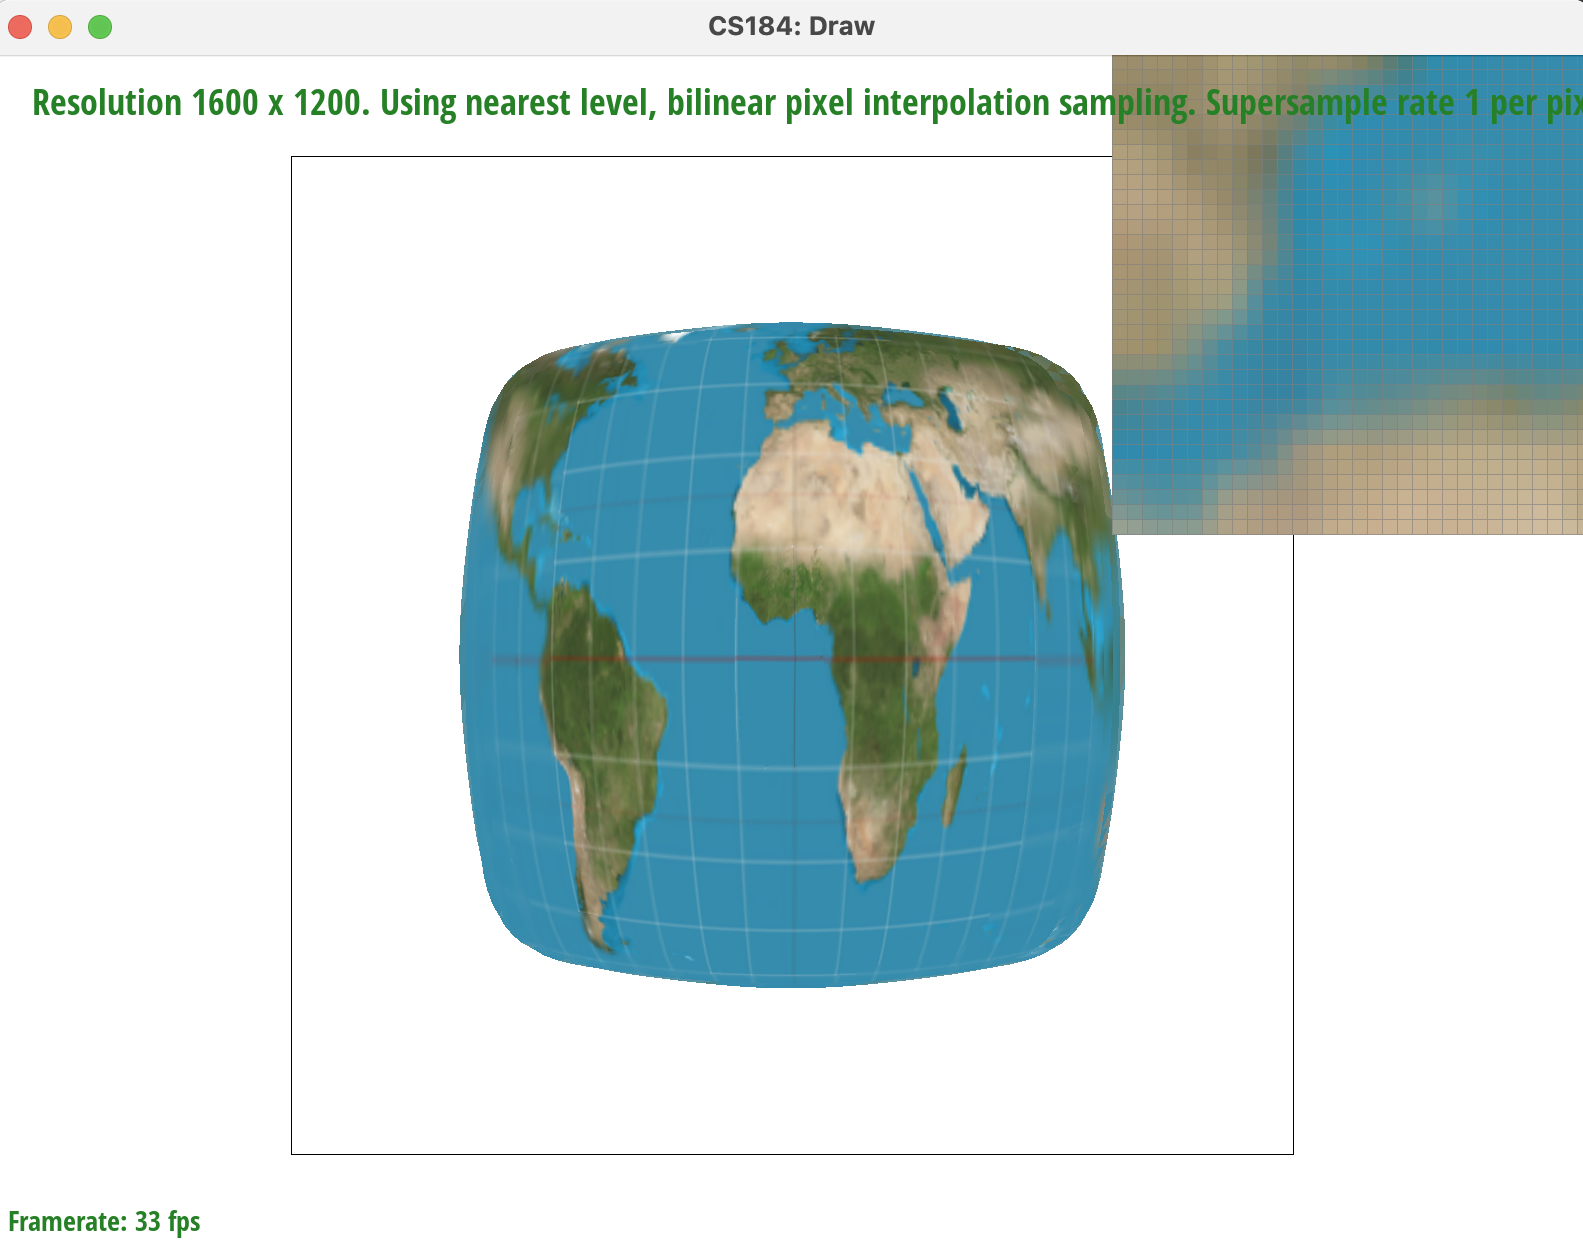 CS184: Draw
Resolution 1600 x 1200. Using nearest level, bilinear pixel interpolation sampling. Supersample rate 1 per pix
Framerate: 33 fps